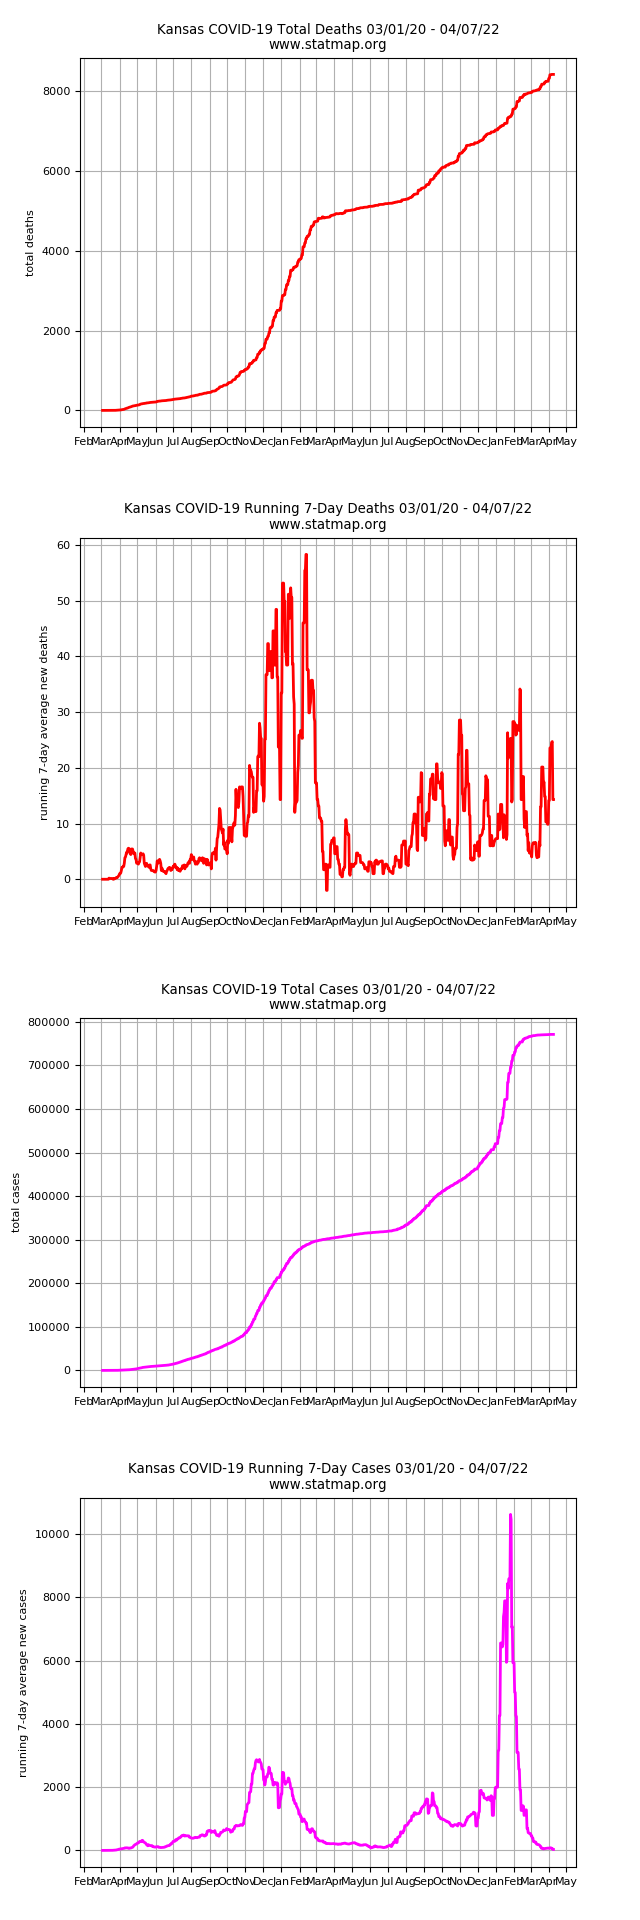 Kansas COVID-19 Total Deaths 03/01/20 - 04/07/22
www.statmap.org
8000
6000
4000
2000
0
total deaths
Feb Mar Apr May Jun Jul Aug Sep Oct Nov Dec Jan Feb Mar Apr May Jun Jul Aug Sep Oct Nov Dec Jan Feb Mar Apr May
Kansas COVID-19 Running 7-Day Deaths 03/01/20 - 04/07/22
www.statmap.org
60
50
40
30
20
10
0
running 7-day average new deaths
Feb Mar Apr May Jun Jul Aug Sep Oct Nov Dec Jan Feb Mar Apr May Jun Jul Aug Sep Oct Nov Dec Jan Feb Mar Apr May
Kansas COVID-19 Total Cases 03/01/20 - 04/07/22
www.statmap.org
800000
700000
600000
500000
400000
300000
200000
100000
0
total cases
Feb Mar Apr May Jun Jul Aug Sep Oct Nov Dec Jan Feb Mar Apr May Jun Jul Aug Sep Oct Nov Dec Jan Feb Mar Apr May
Kansas COVID-19 Running 7-Day Cases 03/01/20 - 04/07/22
www.statmap.org
10000
8000
6000
4000
2000
0
running 7-day average new cases
Feb Mar Apr May Jun Jul Aug Sep Oct Nov Dec Jan Feb Mar Apr May Jun Jul Aug Sep Oct Nov Dec Jan Feb Mar Apr May